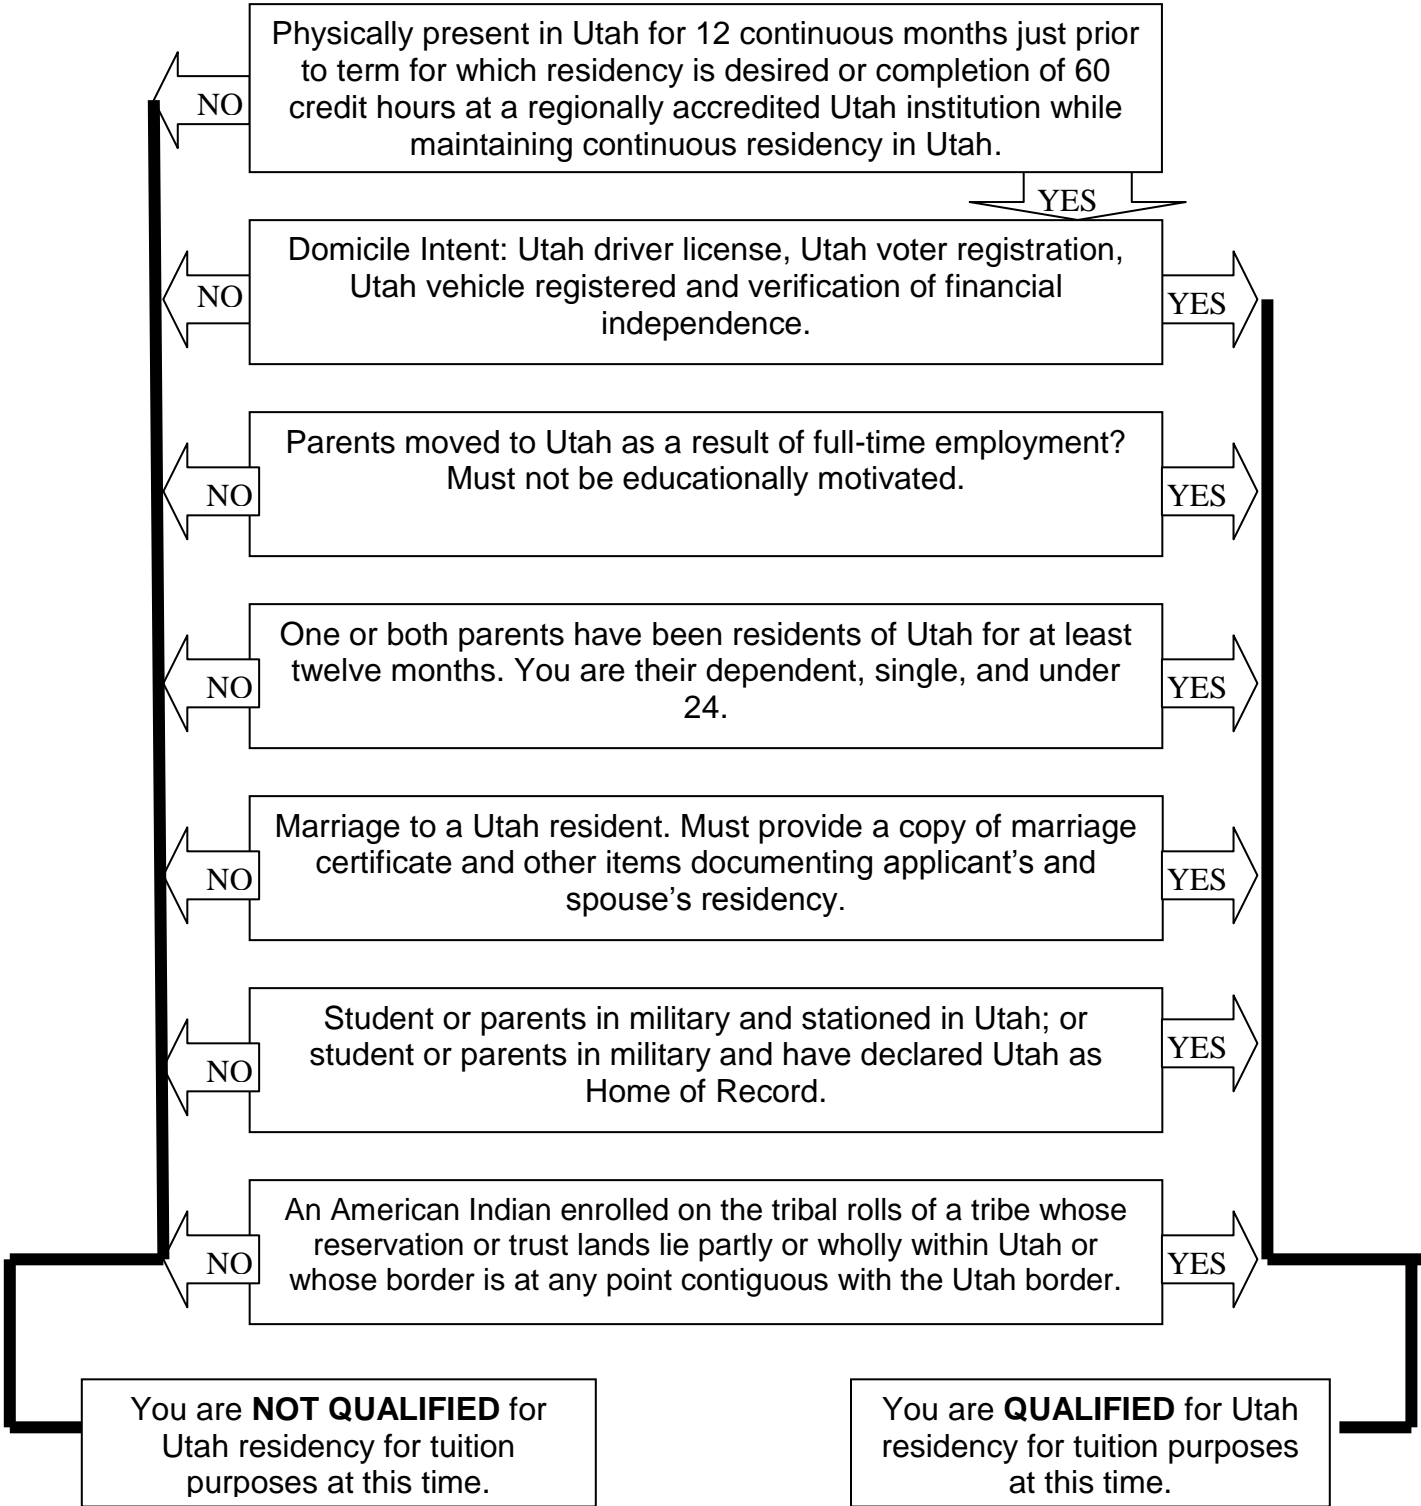 Physically present in Utah for 12 continuous months just prior
to term for which residency is desired or completion of 60
credit hours at a regionally accredited Utah institution while
maintaining continuous residency in Utah.
NO
YES
Domicile Intent: Utah driver license, Utah voter registration,
Utah vehicle registered and verification of financial
independence.
NO
YES
Parents moved to Utah as a result of full-time employment?
Must not be educationally motivated.
NO
YES
One or both parents have been residents of Utah for at least
twelve months. You are their dependent, single, and under
24.
NO
YES
Marriage to a Utah resident. Must provide a copy of marriage
certificate and other items documenting applicant’s and
spouse’s residency.
NO
YES
Student or parents in military and stationed in Utah; or
student or parents in military and have declared Utah as
Home of Record.
NO
YES
An American Indian enrolled on the tribal rolls of a tribe whose
reservation or trust lands lie partly or wholly within Utah or
whose border is at any point contiguous with the Utah border.
NO
YES
You are NOT QUALIFIED for
Utah residency for tuition
purposes at this time.
You are QUALIFIED for Utah
residency for tuition purposes
at this time.